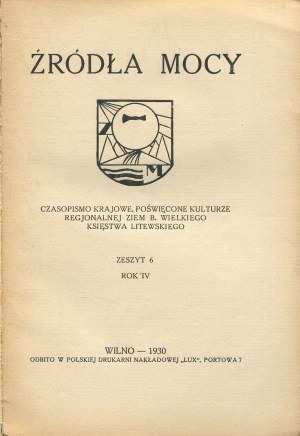 ŹRÓDŁA MOCY
Z
M
CZASOPISMO KRAJOWE, POŚWIĘCONE KULTURZE
REGJONALNEJ ZIEM B. WIELKIEGO
KSIĘSTWA LITEWSKIEGO
ZESZYT 6
ROK IV
WILNO — 1930
ODBITO W POLSKIEJ DRUKARNI NAKŁADOWEJ „LUX", PORTOWA 7